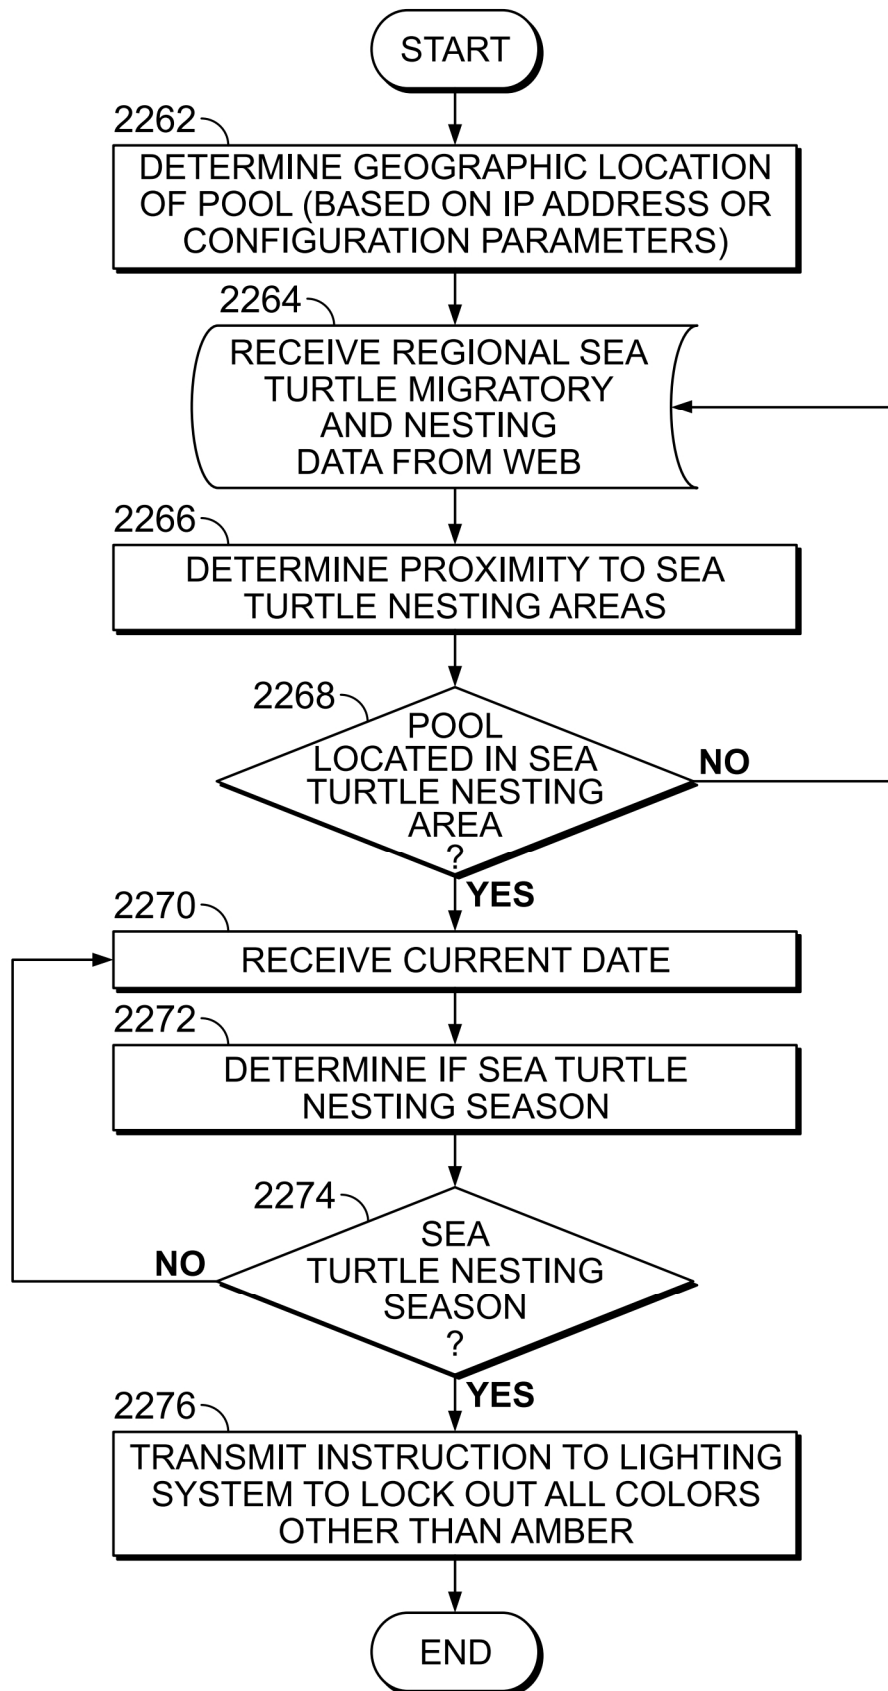 START
2262
DETERMINE GEOGRAPHIC LOCATION
OF POOL (BASED ON IP ADDRESS OR
CONFIGURATION PARAMETERS)
2264
RECEIVE REGIONAL SEA
TURTLE MIGRATORY
AND NESTING
DATA FROM WEB
2266
DETERMINE PROXIMITY TO SEA
TURTLE NESTING AREAS
2268
POOL
LOCATED IN SEA
TURTLE NESTING
AREA
?
NO
YES
2270
RECEIVE CURRENT DATE
2272
DETERMINE IF SEA TURTLE
NESTING SEASON
2274
SEA
TURTLE NESTING
SEASON
?
NO
YES
2276
TRANSMIT INSTRUCTION TO LIGHTING
SYSTEM TO LOCK OUT ALL COLORS
OTHER THAN AMBER
END